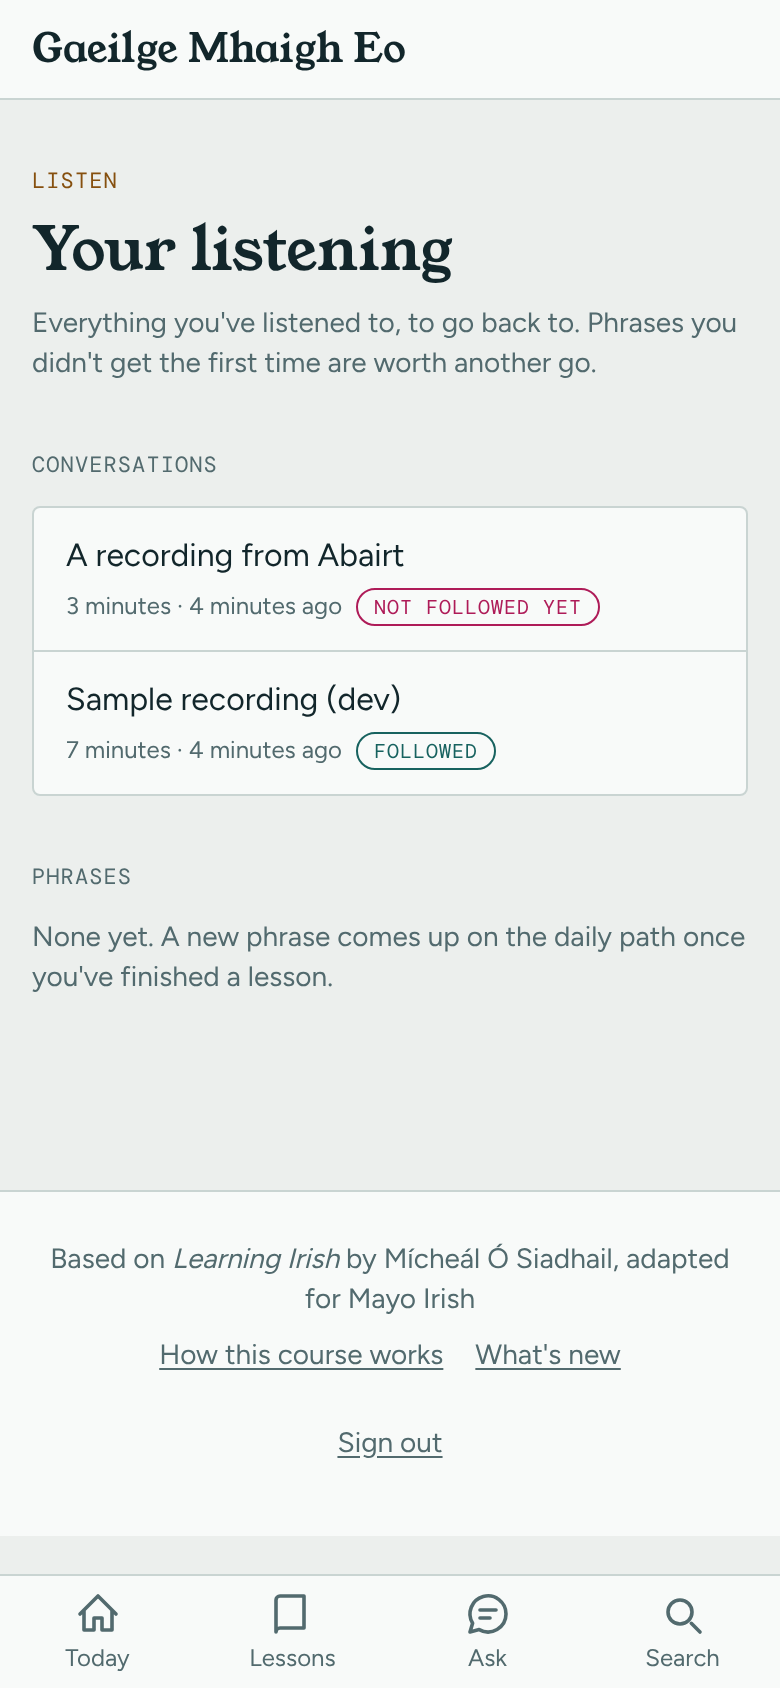 Gaeilge Mhaigh Eo
LISTEN
Your listening
Everything you've listened to, to go back to. Phrases you
didn't get the first time are worth another go.
CONVERSATIONS
A recording from Abairt
3 minutes · 4 minutes ago NOT FOLLOWED YET
Sample recording (dev)
7 minutes · 4 minutes ago FOLLOWED
PHRASES
None yet. A new phrase comes up on the daily path once
you've finished a lesson.
Based on Learning Irish by Mícheál Ó Siadhail, adapted
for Mayo Irish
How this course works What's new
Sign out
Today Lessons Ask Search